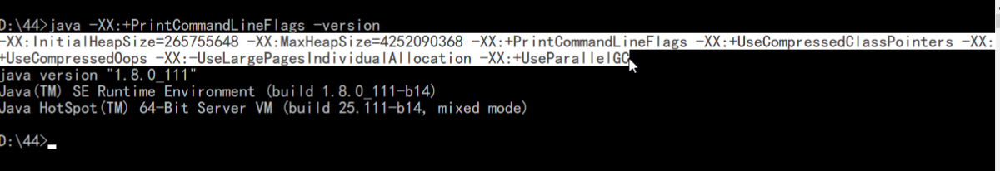 D:\44>java -XX:+PrintCommandLineFlags -version
-XX:InitialHeapSize=265755648 -XX:MaxHeapSize=4252090368 -XX:+PrintCommandLineFlags -XX:+UseCompressedClassPointers -XX:
+UseCompressedOops -XX:-UseLargePagesIndividualAllocation -XX:+UseParallelGC
java version "1.8.0_111"
Java(TM) SE Runtime Environment (build 1.8.0_111-b14)
Java HotSpot(TM) 64-Bit Server VM (build 25.111-b14, mixed mode)
D:\44>